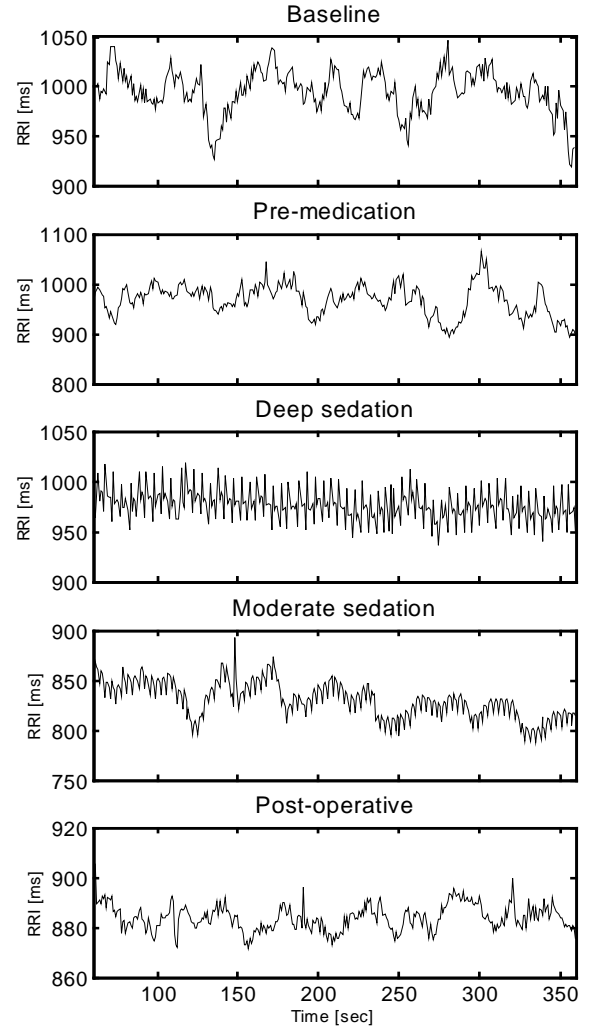 Baseline
1050
1000
950
900
RRI [ms]
Pre-medication
1100
1000
900
800
RRI [ms]
Deep sedation
1050
1000
950
900
RRI [ms]
Moderate sedation
900
850
800
750
RRI [ms]
Post-operative
920
900
880
860
RRI [ms]
100 150 200 250 300 350
Time [sec]